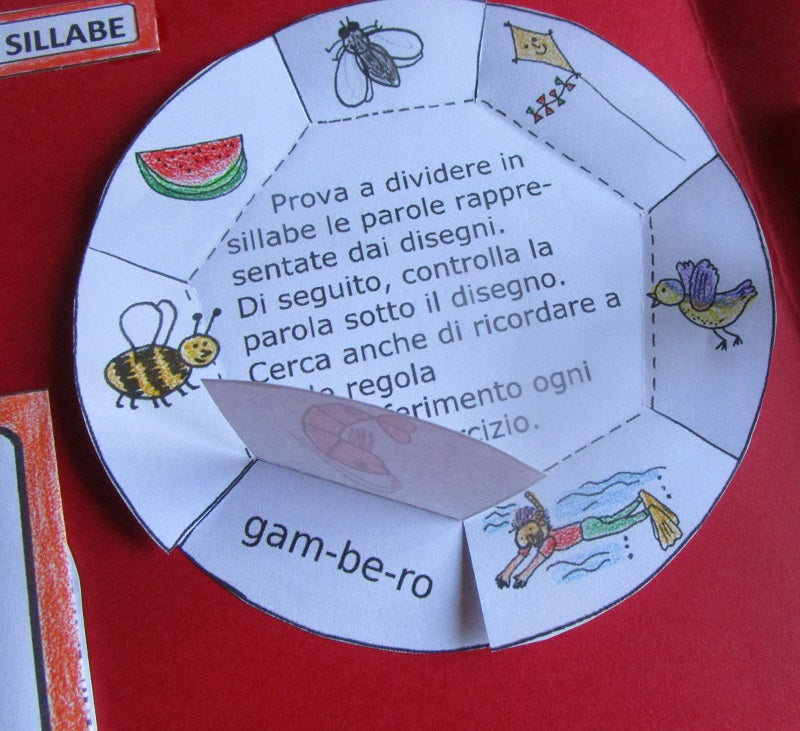 SILLABE
Prova a dividere in
sillabe le parole rappre-
sentate dai disegni.
Di seguito, controlla la
parola sotto il disegno.
Cerca anche di ricordare a
regola
ogni
gam-be-ro